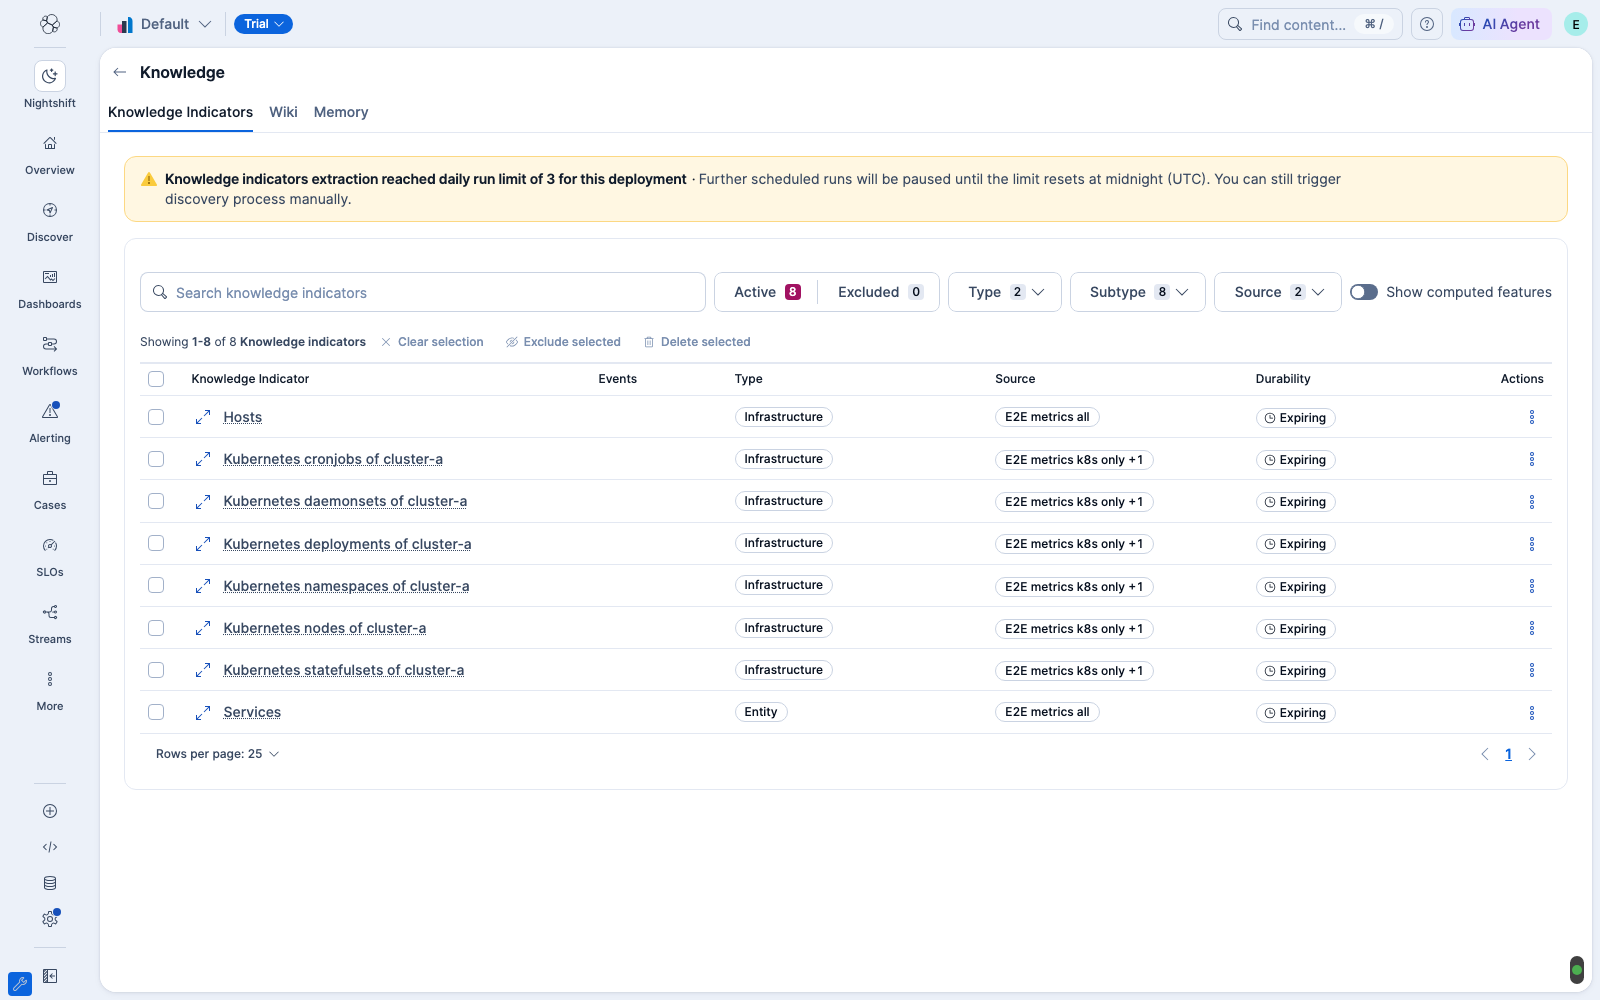 Default
Trial
Find content...
⌘ /
AI Agent
E
Nightshift
Overview
Discover
Dashboards
Workflows
Alerting
Cases
SLOs
Streams
More
Knowledge
Knowledge Indicators
Wiki
Memory
Knowledge indicators extraction reached daily run limit of 3 for this deployment · Further scheduled runs will be paused until the limit resets at midnight (UTC). You can still trigger
discovery process manually.
Search knowledge indicators
Active 8
Excluded 0
Type 2
Subtype 8
Source 2
Show computed features
Showing 1-8 of 8 Knowledge indicators
Clear selection
Exclude selected
Delete selected
Knowledge Indicator Events Type Source Durability Actions
Hosts Infrastructure E2E metrics all Expiring
Kubernetes cronjobs of cluster-a Infrastructure E2E metrics k8s only +1 Expiring
Kubernetes daemonsets of cluster-a Infrastructure E2E metrics k8s only +1 Expiring
Kubernetes deployments of cluster-a Infrastructure E2E metrics k8s only +1 Expiring
Kubernetes namespaces of cluster-a Infrastructure E2E metrics k8s only +1 Expiring
Kubernetes nodes of cluster-a Infrastructure E2E metrics k8s only +1 Expiring
Kubernetes statefulsets of cluster-a Infrastructure E2E metrics k8s only +1 Expiring
Services Entity E2E metrics all Expiring
Rows per page: 25
1